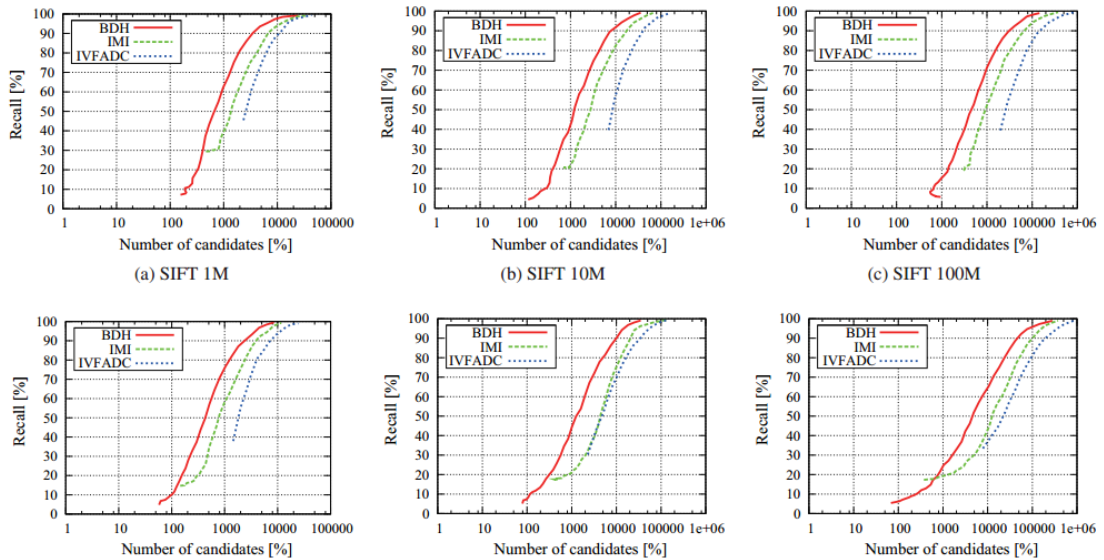 100
90
80
70
60
50
40
30
20
10
0
Recall [%]
BDH
IMI
IVFADC
1 10 100 1000 10000 100000
Number of candidates [%]
(a) SIFT 1M
100
90
80
70
60
50
40
30
20
10
0
Recall [%]
BDH
IMI
IVFADC
1 10 100 1000 10000 100000 1e+06
Number of candidates [%]
(b) SIFT 10M
100
90
80
70
60
50
40
30
20
10
0
Recall [%]
BDH
IMI
IVFADC
1 10 100 1000 10000 100000 1e+06
Number of candidates [%]
(c) SIFT 100M
100
90
80
70
60
50
40
30
20
10
0
Recall [%]
BDH
IMI
IVFADC
1 10 100 1000 10000 100000
Number of candidates [%]
100
90
80
70
60
50
40
30
20
10
0
Recall [%]
BDH
IMI
IVFADC
1 10 100 1000 10000 100000 1e+06
Number of candidates [%]
100
90
80
70
60
50
40
30
20
10
0
Recall [%]
BDH
IMI
IVFADC
1 10 100 1000 10000 100000 1e+06
Number of candidates [%]